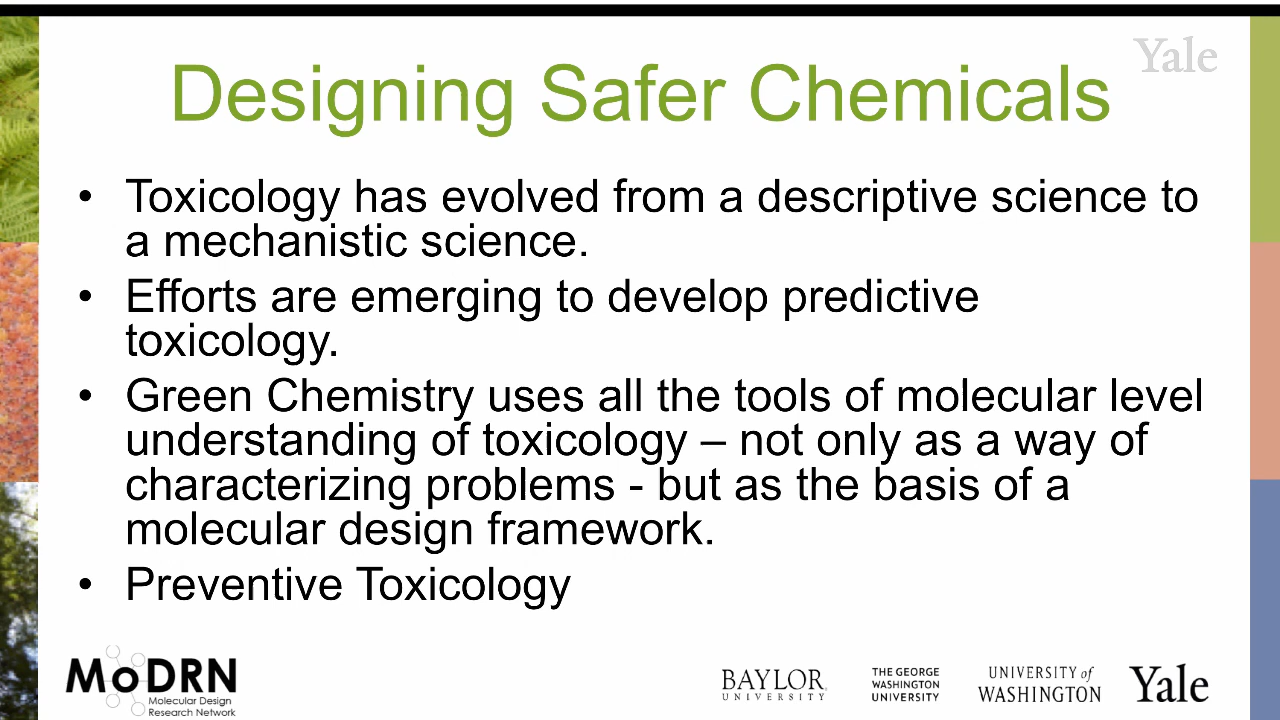 Yale
Designing Safer Chemicals
• Toxicology has evolved from a descriptive science to
a mechanistic science.
• Efforts are emerging to develop predictive
toxicology.
• Green Chemistry uses all the tools of molecular level
understanding of toxicology – not only as a way of
characterizing problems - but as the basis of a
molecular design framework.
• Preventive Toxicology
MoDRN
Molecular Design
Research Network
BAYLOR
UNIVERSITY
THE GEORGE
WASHINGTON
UNIVERSITY
UNIVERSITY of
WASHINGTON
Yale